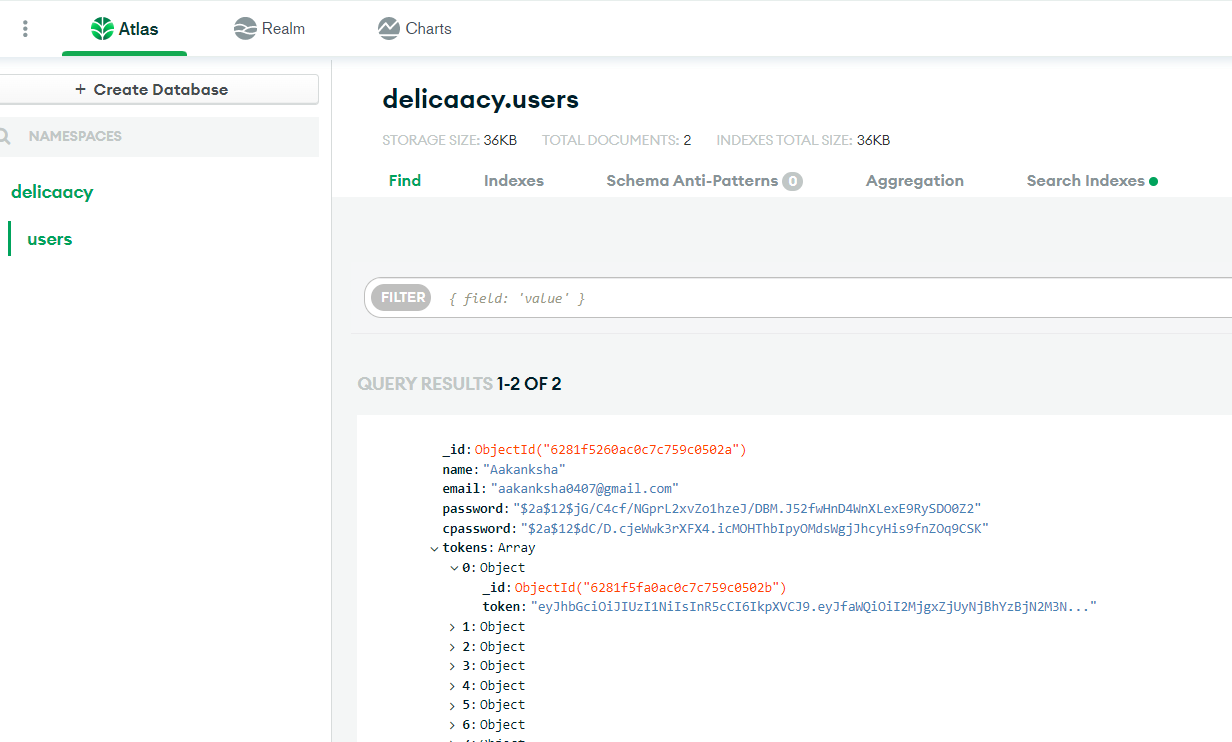 Atlas Realm Charts
+ Create Database
NAMESPACES
delicaacy
users
delicaacy.users
STORAGE SIZE: 36KB TOTAL DOCUMENTS: 2 INDEXES TOTAL SIZE: 36KB
Find Indexes Schema Anti-Patterns 0 Aggregation Search Indexes
FILTER { field: 'value' }
QUERY RESULTS 1-2 OF 2
_id: ObjectId("6281f5260ac0c7c759c0502a")
name: "Aakanksha"
email: "aakanksha0407@gmail.com"
password: "$2a$12$jG/C4cf/NGprL2xvZo1hzeJ/DBM.J52fwHnD4WnXLexE9RySDO0Z2"
cpassword: "$2a$12$dC/D.cjeWwk3rXFX4.icMOHThbIpyOMdsWgjJhcyHis9fnZOq9CSK"
tokens: Array
0: Object
_id: ObjectId("6281f5fa0ac0c7c759c0502b")
token: "eyJhbGciOiJIUzI1NiIsInR5cCI6IkpXVCJ9.eyJfaWQiOiI2MjgxZjUyNjBhYzBjN2M3N..."
1: Object
2: Object
3: Object
4: Object
5: Object
6: Object